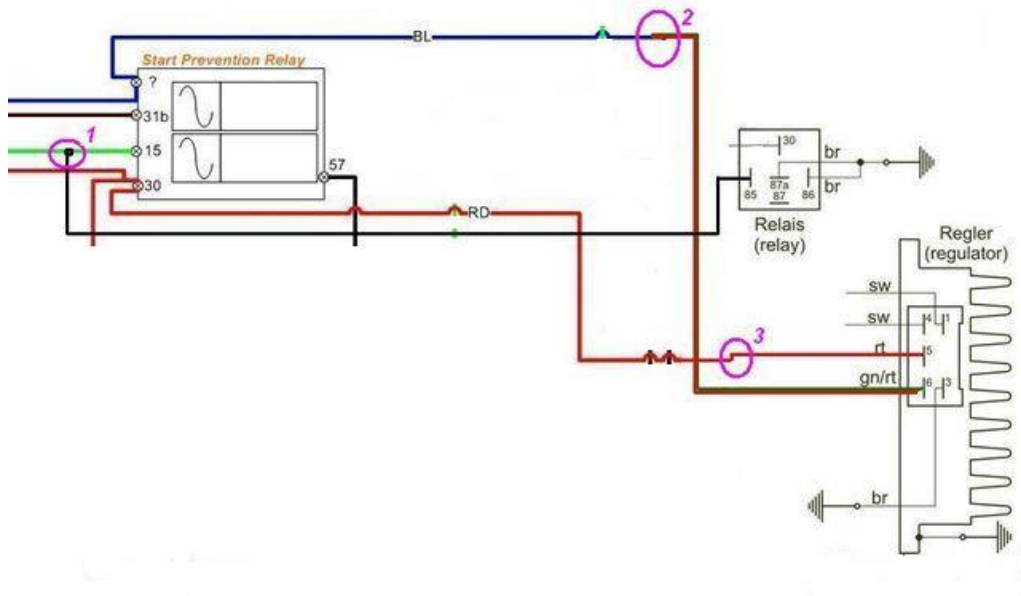 BL
2
Start Prevention Relay
?
31b
1
15
57
30
RD
30
br
85
87a
87
86
br
Relais
(relay)
Regler
(regulator)
sw
sw
4
1
3
rt
5
gn/rt
6
3
br